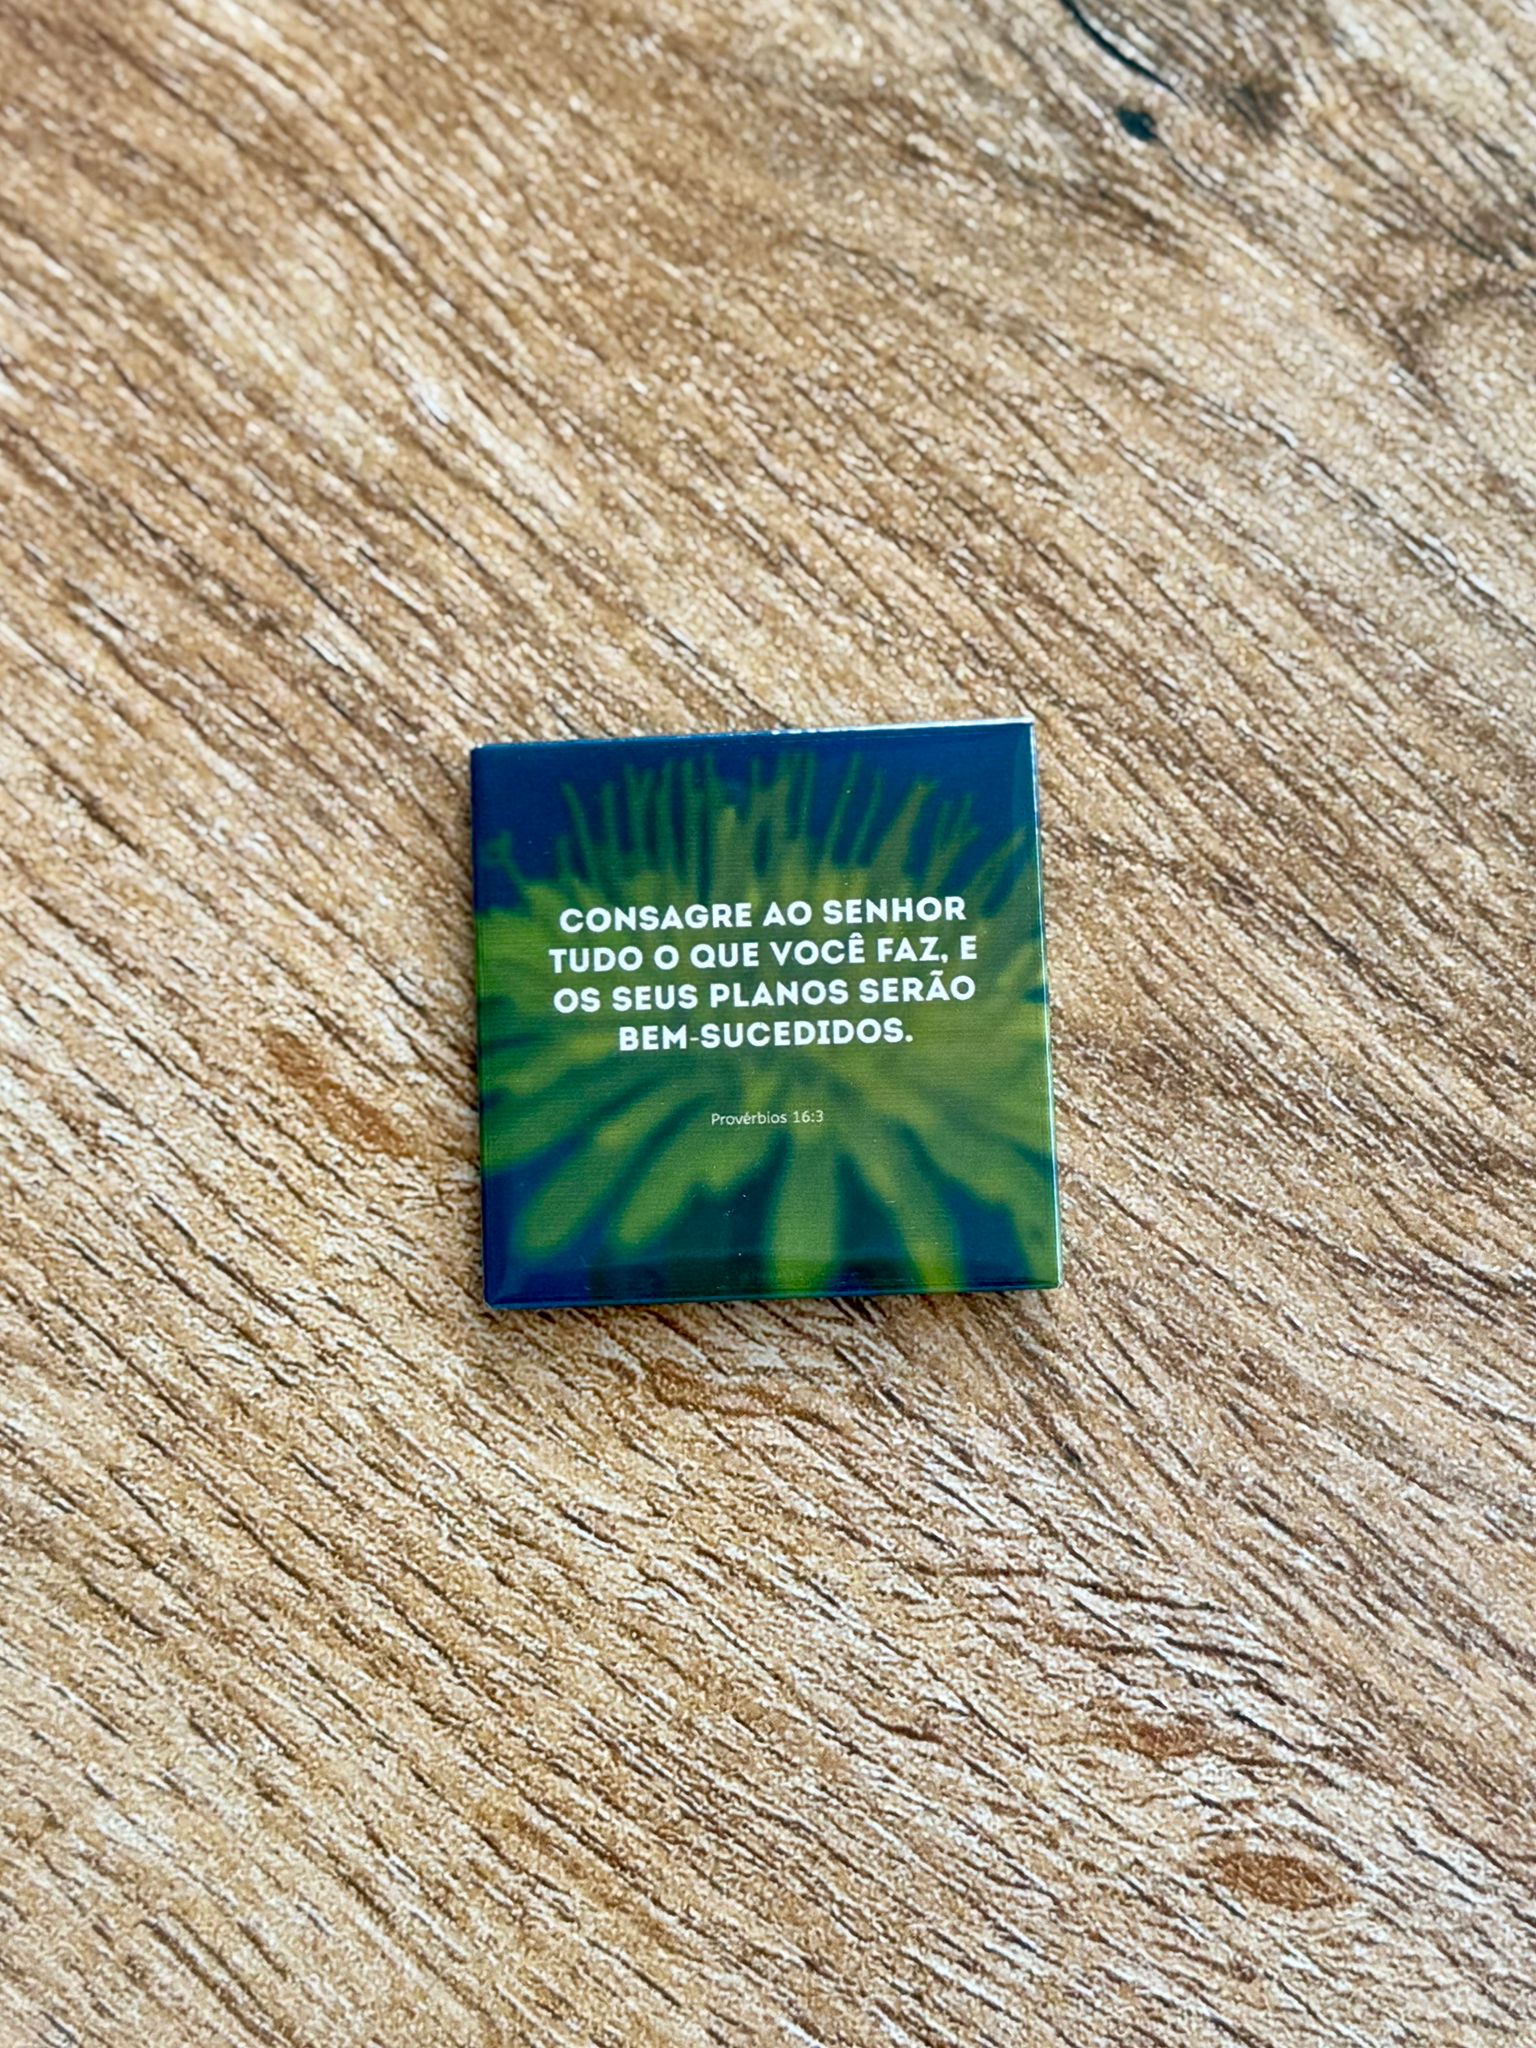 CONSAGRE AO SENHOR
TUDO O QUE VOCÊ FAZ, E
OS SEUS PLANOS SERÃO
BEM-SUCEDIDOS.
Provérbios 16:3